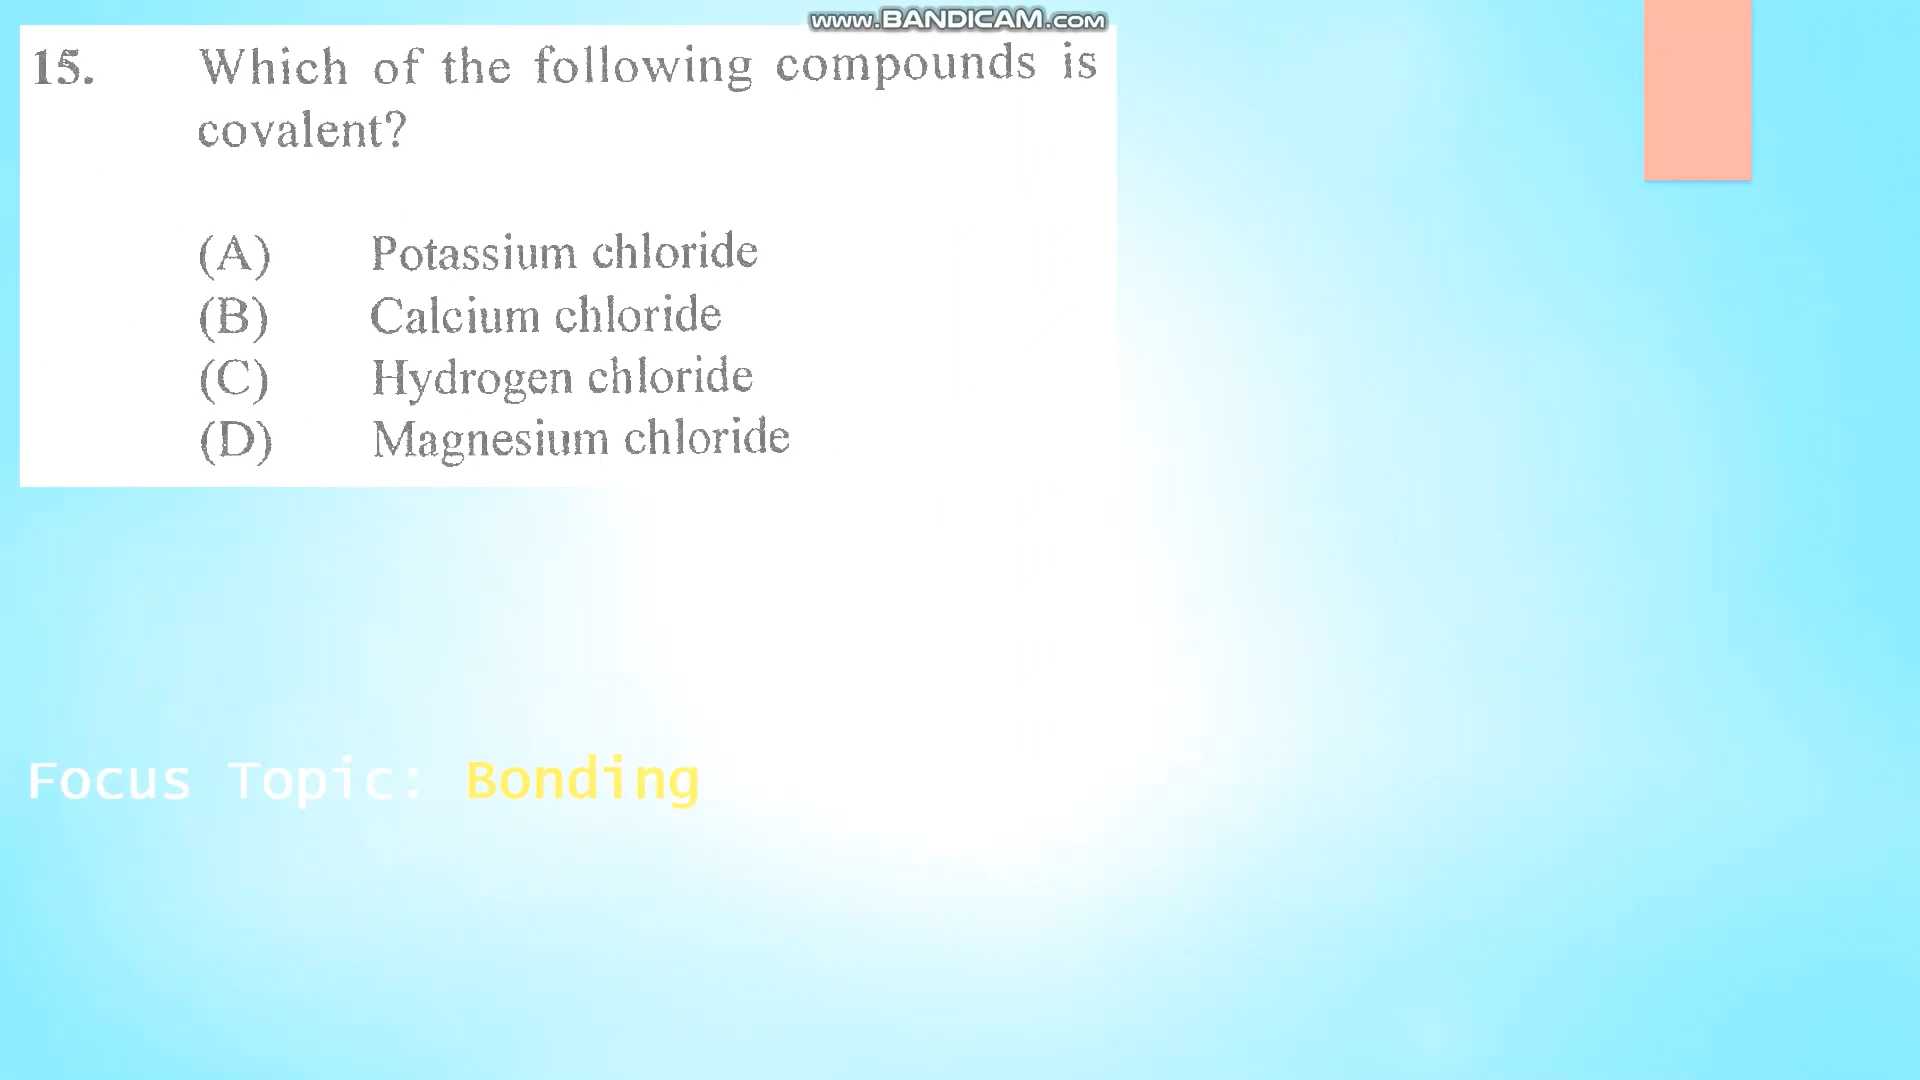 www.BANDICAM.com
15. Which of the following compounds is
covalent?
(A) Potassium chloride
(B) Calcium chloride
(C) Hydrogen chloride
(D) Magnesium chloride
Focus Topic: Bonding